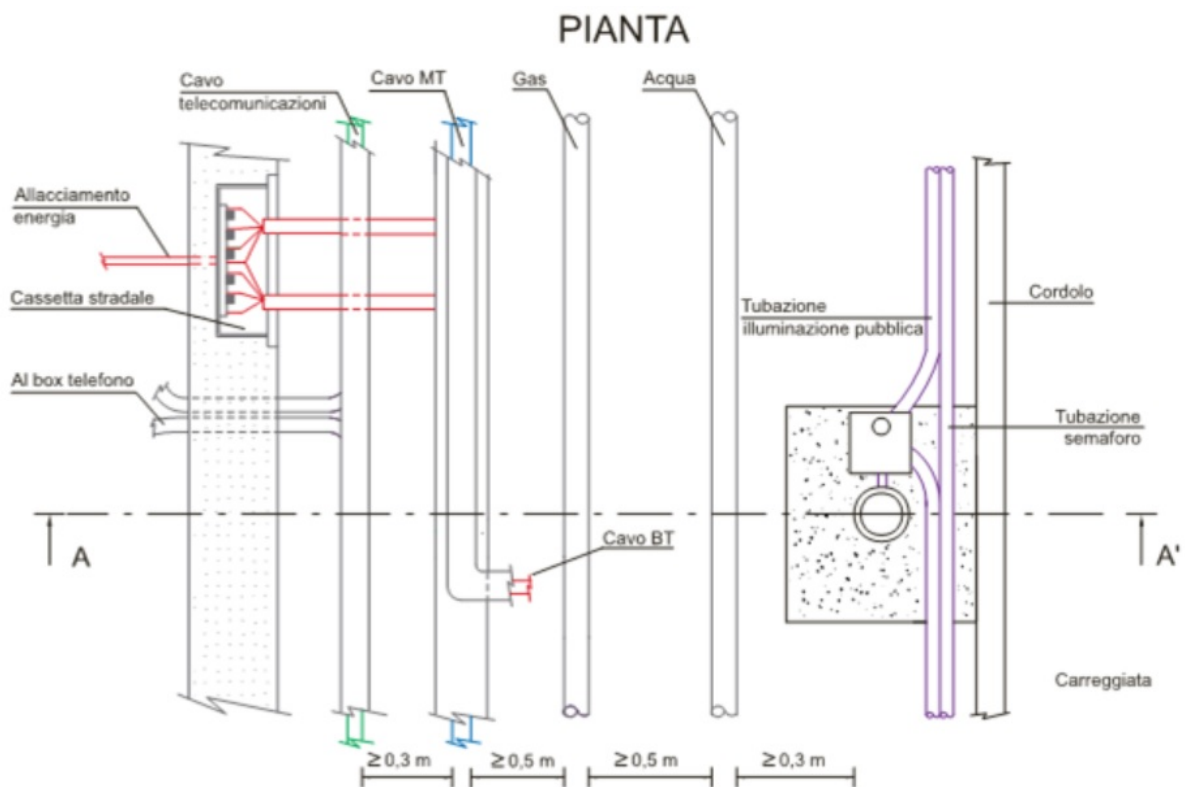 PIANTA
Cavo
telecomunicazioni
Cavo MT
Gas
Acqua
Allacciamento
energia
Cassetta stradale
Tubazione
illuminazione pubblica
Cordolo
Al box telefono
Tubazione
semaforo
A
Cavo BT
A'
Carreggiata
≥ 0,3 m
≥ 0,5 m
≥ 0,5 m
≥ 0,3 m